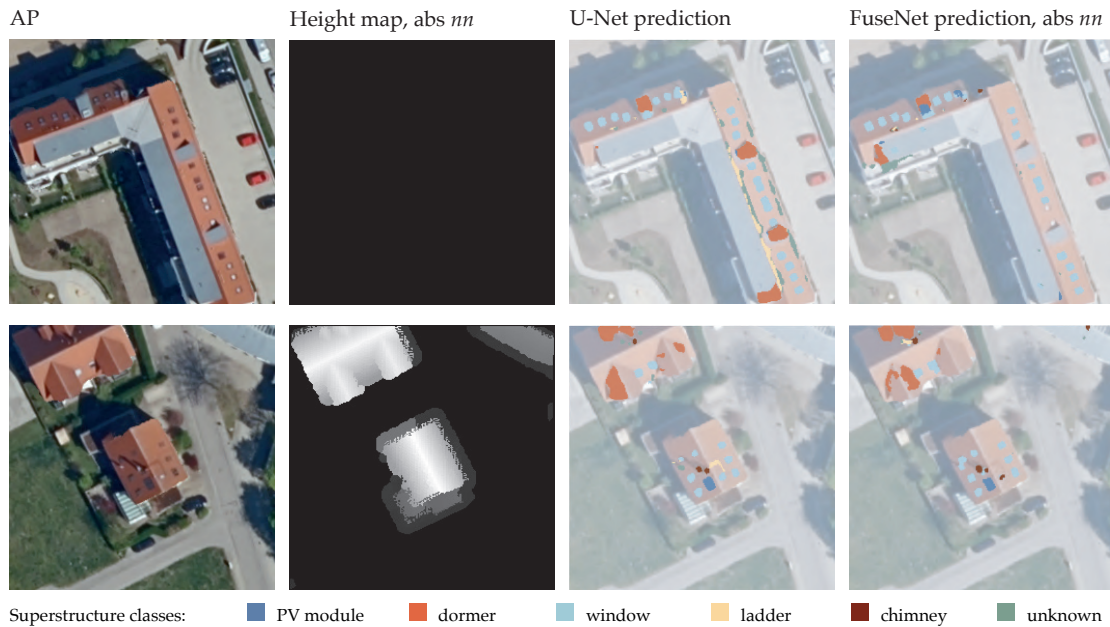 AP Height map, abs nn U-Net prediction FuseNet prediction, abs nn
Superstructure classes: PV module dormer window ladder chimney unknown